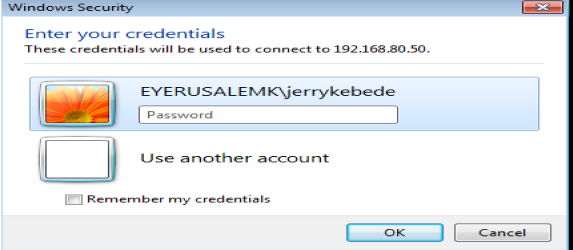 Windows Security
Enter your credentials
These credentials will be used to connect to 192.168.80.50.
EYERUSALEMK\jerrykebede
Password
Use another account
Remember my credentials
OK Cancel